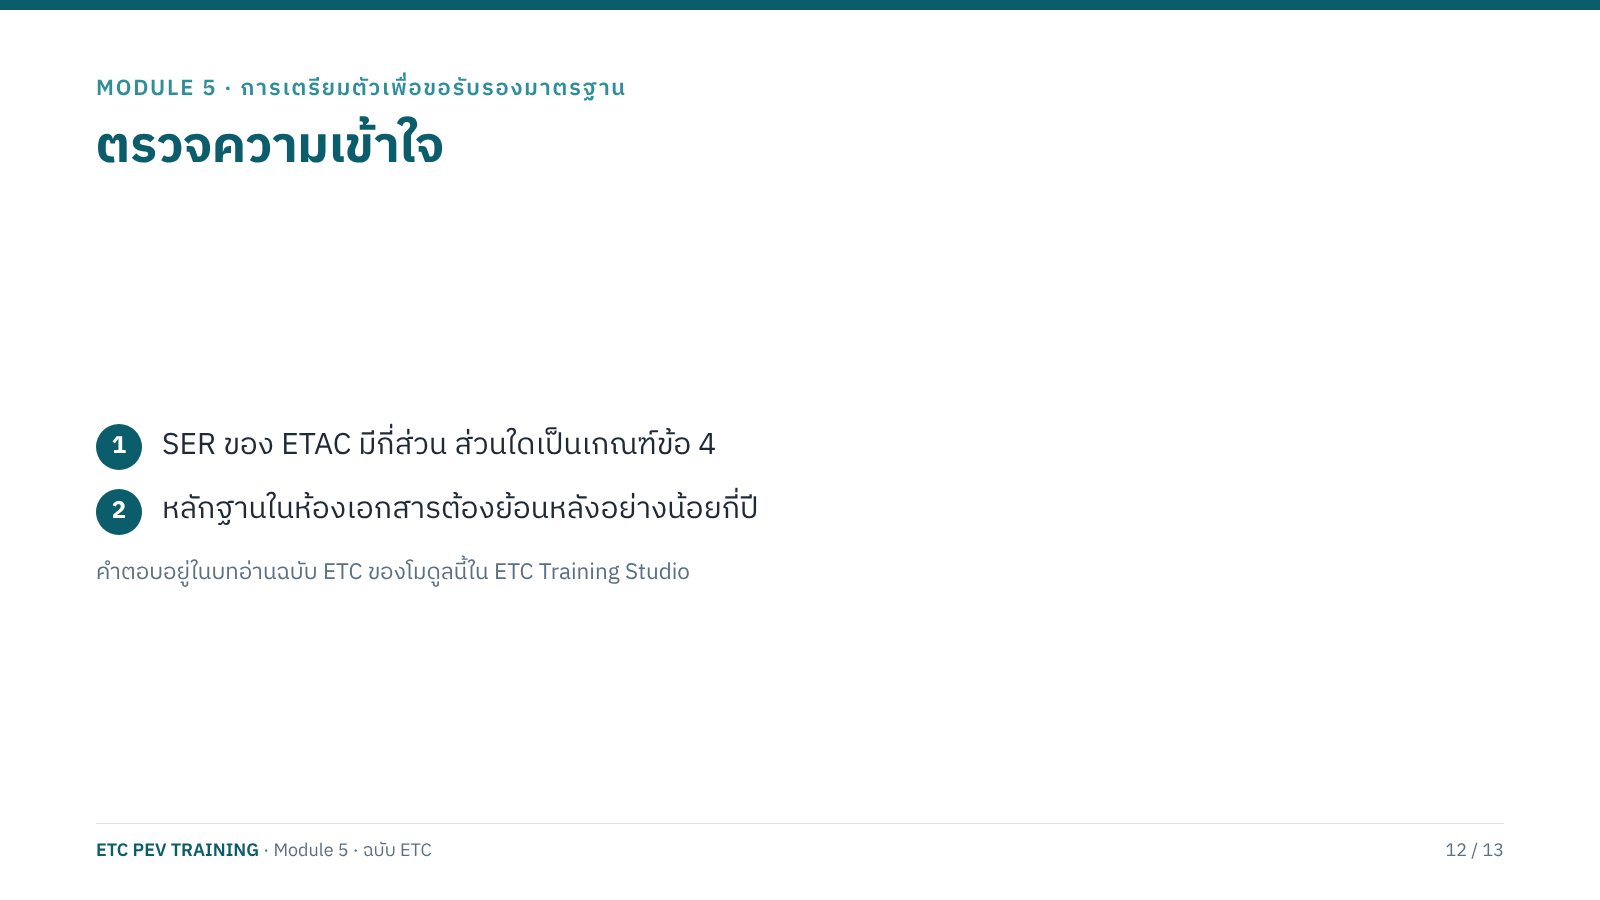 MODULE 5 · การเตรียมตัวเพื่อขอรับรองมาตรฐาน
ตรวจความเข้าใจ
1 SER ของ ETAC มีกี่ส่วน ส่วนใดเป็นเกณฑ์ข้อ 4
2 หลักฐานในห้องเอกสารต้องย้อนหลังอย่างน้อยกี่ปี
คำตอบอยู่ในบทอ่านฉบับ ETC ของโมดูลนี้ใน ETC Training Studio
ETC PEV TRAINING · Module 5 · ฉบับ ETC
12 / 13